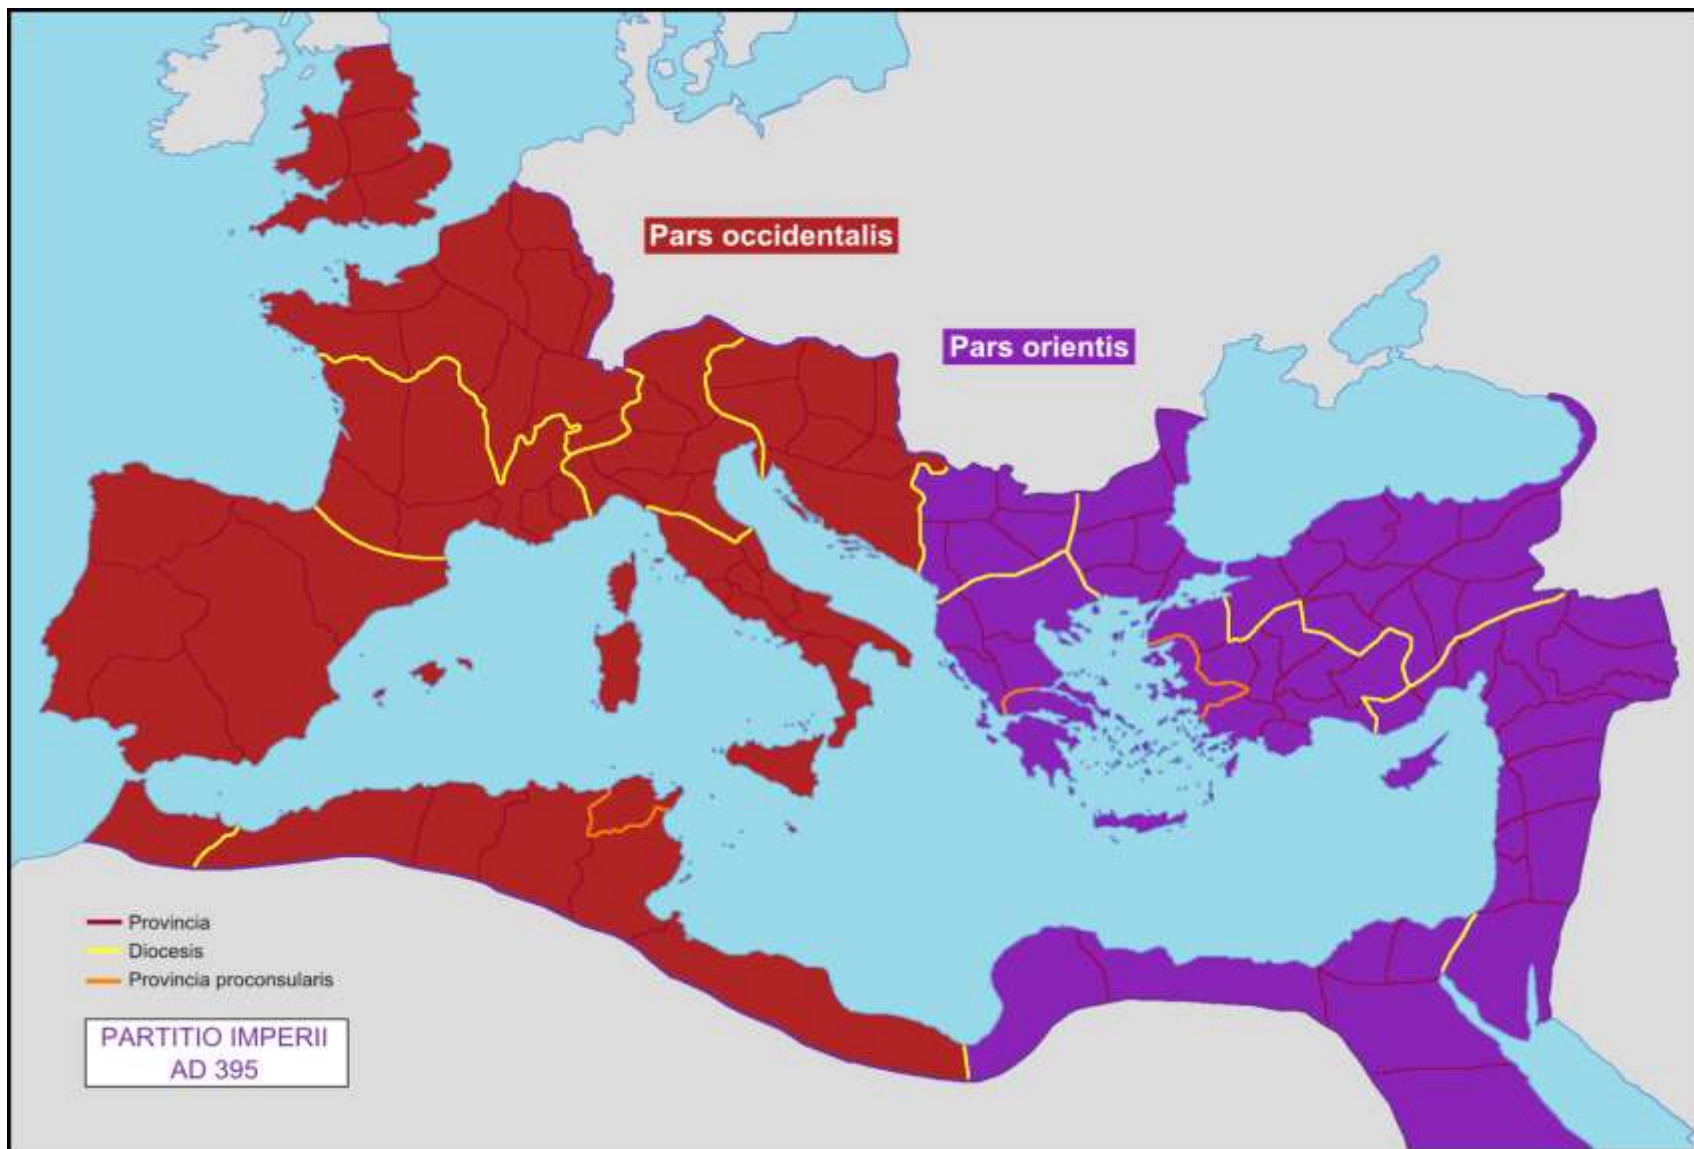 Pars occidentalis
Pars orientis
Provincia
Diocesis
Provincia proconsularis
PARTITIO IMPERII
AD 395